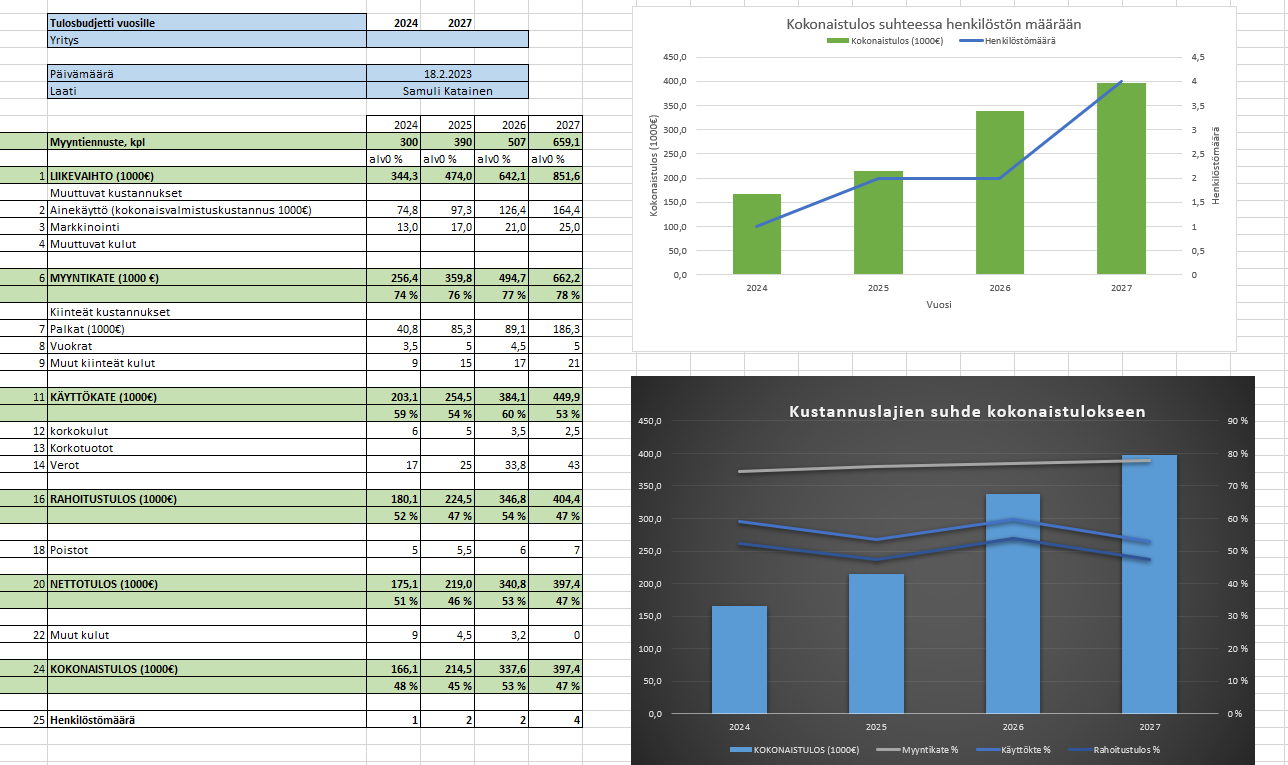 Tulosbudjetti vuosille 2024 2027
Yritys
Päivämäärä 18.2.2023
Laati Samuli Katainen
2024 2025 2026 2027
Myyntiennuste, kpl 300 390 507 659,1
alv0 % alv0 % alv0 % alv0 %
1 LIIKEVAIHTO (1000€) 344,3 474,0 642,1 851,6
Muuttuvat kustannukset
2 Ainekäyttö (kokonaisvalmistuskustannus 1000€) 74,8 97,3 126,4 164,4
3 Markkinointi 13,0 17,0 21,0 25,0
4 Muuttuvat kulut
6 MYYNTIKATE (1000 €) 256,4 359,8 494,7 662,2
74 % 76 % 77 % 78 %
Kiinteät kustannukset
7 Palkat (1000€) 40,8 85,3 89,1 186,3
8 Vuokrat 3,5 5 4,5 5
9 Muut kiinteät kulut 9 15 17 21
11 KÄYTTÖKATE (1000€) 203,1 254,5 384,1 449,9
59 % 54 % 60 % 53 %
12 korkokulut 6 5 3,5 2,5
13 Korkotuotot
14 Verot 17 25 33,8 43
16 RAHOITUSTULOS (1000€) 180,1 224,5 346,8 404,4
52 % 47 % 54 % 47 %
18 Poistot 5 5,5 6 7
20 NETTOTULOS (1000€) 175,1 219,0 340,8 397,4
51 % 46 % 53 % 47 %
22 Muut kulut 9 4,5 3,2 0
24 KOKONAISTULOS (1000€) 166,1 214,5 337,6 397,4
48 % 45 % 53 % 47 %
25 Henkilöstömäärä 1 2 2 4
Kokonaistulos suhteessa henkilöstön määrään
Kokonaistulos (1000€) Henkilöstömäärä
450,0 4,5
400,0 4
350,0 3,5
300,0 3
250,0 2,5
200,0 2
150,0 1,5
100,0 1
50,0 0,5
0,0 0
Kokonaistulos (1000€)
Henkilöstömäärä
2024 2025 2026 2027
Vuosi
Kustannuslajien suhde kokonaistulokseen
450,0 90 %
400,0 80 %
350,0 70 %
300,0 60 %
250,0 50 %
200,0 40 %
150,0 30 %
100,0 20 %
50,0 10 %
0,0 0 %
2024 2025 2026 2027
KOKONAISTULOS (1000€) Myyntikate % Käyttökte % Rahoitustulos %